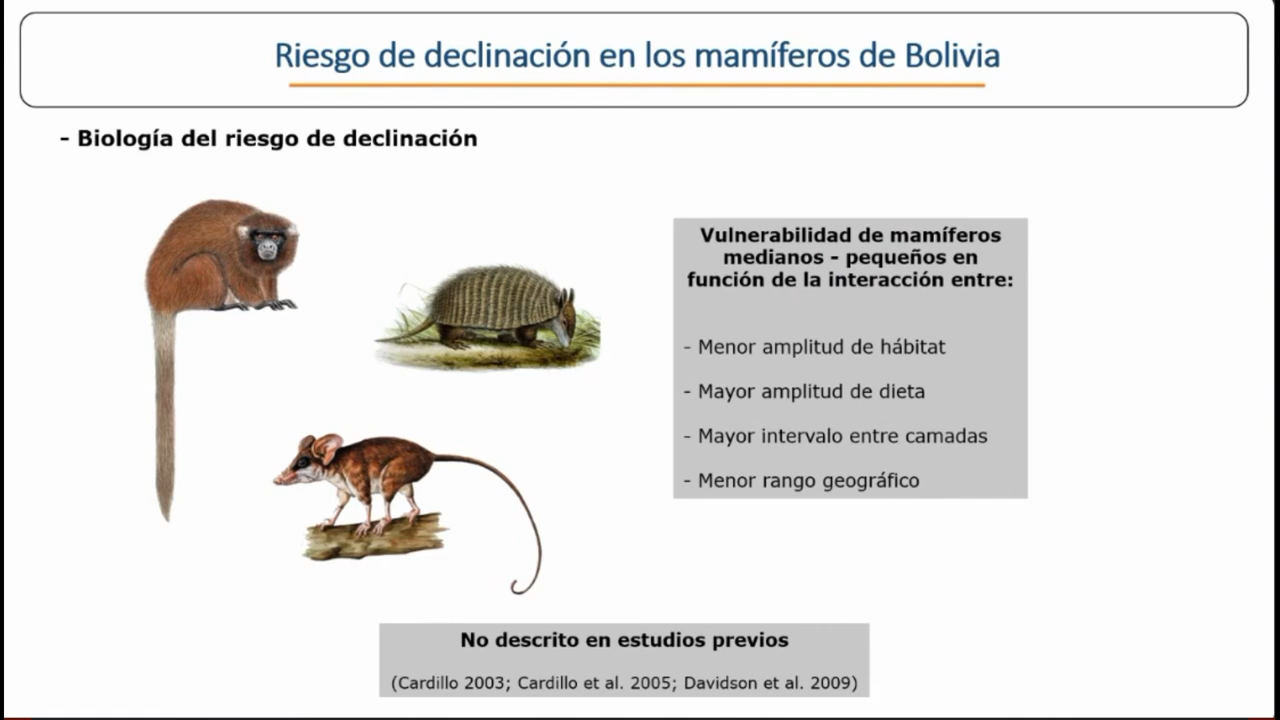 Riesgo de declinación en los mamíferos de Bolivia
- Biología del riesgo de declinación
Vulnerabilidad de mamíferos
medianos - pequeños en
función de la interacción entre:
- Menor amplitud de hábitat
- Mayor amplitud de dieta
- Mayor intervalo entre camadas
- Menor rango geográfico
No descrito en estudios previos
(Cardillo 2003; Cardillo et al. 2005; Davidson et al. 2009)